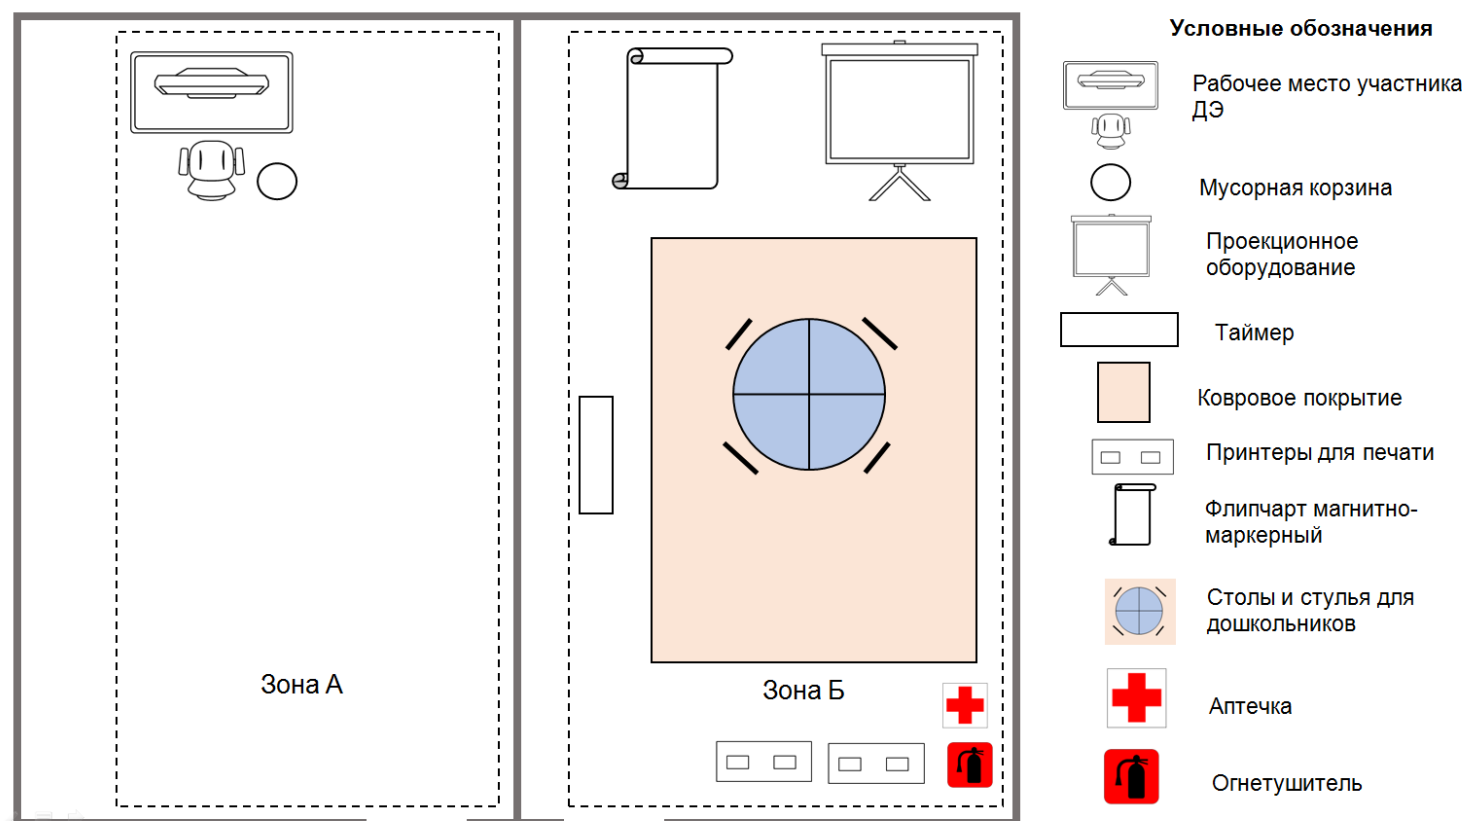 Условные обозначения
Рабочее место участника
ДЭ
Мусорная корзина
Проекционное
оборудование
Таймер
Ковровое покрытие
Принтеры для печати
Флипчарт магнитно-
маркерный
Столы и стулья для
дошкольников
Аптечка
Огнетушитель
Зона А
Зона Б